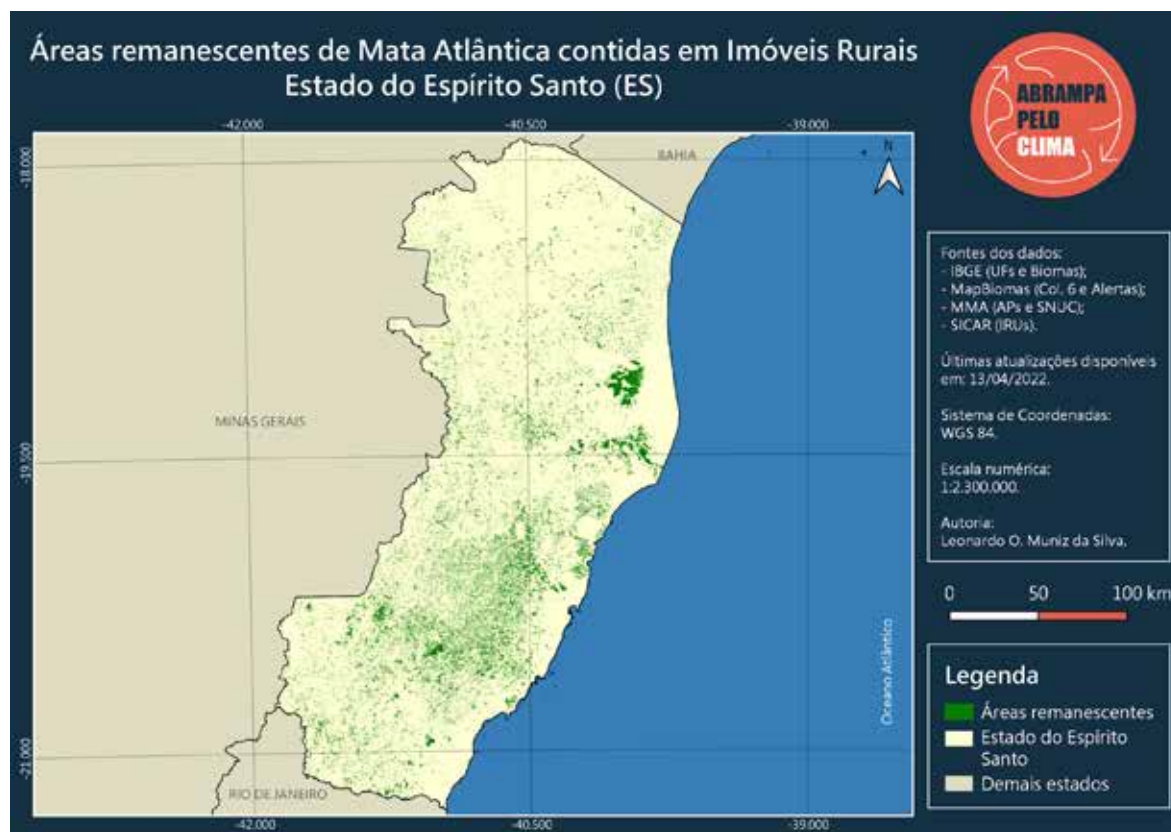 Áreas remanescentes de Mata Atlântica contidas em Imóveis Rurais
Estado do Espírito Santo (ES)
ABRAMPA
PELO
CLIMA
-42.000
-40.500
-39.000
-18.000
-19.500
-21.000
BAHIA
N
MINAS GERAIS
RIO DE JANEIRO
Oceano Atlântico
-42.000
-40.500
-39.000
Fontes dos dados:
- IBGE (UFs e Biomas);
- MapBiomas (Col. 6 e Alertas);
- MMA (APs e SNUC);
- SICAR (IRUs).
Últimas atualizações disponíveis
em: 13/04/2022.
Sistema de Coordenadas:
WGS 84.
Escala numérica:
1:2.300.000.
Autoria:
Leonardo O. Muniz da Silva.
0 50 100 km
Legenda
Áreas remanescentes
Estado do Espírito
Santo
Demais estados